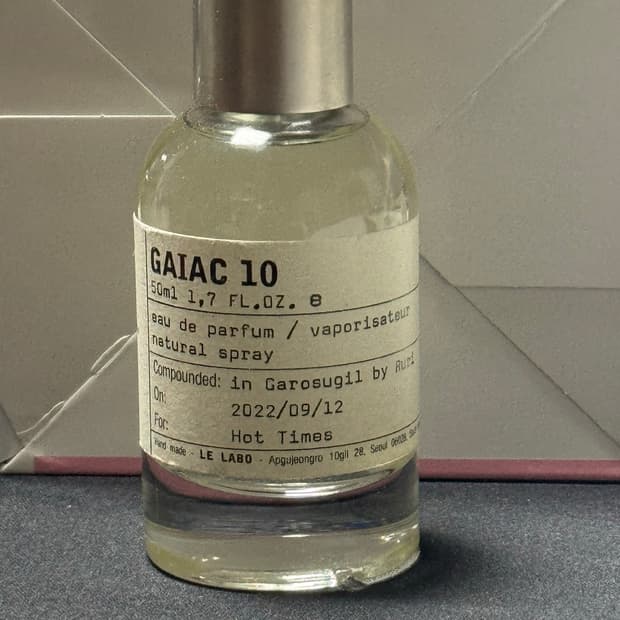 GAIAC 10
50ml 1,7 FL.OZ. e
eau de parfum / vaporisateur
natural spray
Compounded: in Garosugil by Ruri
On: 2022/09/12
For: Hot Times
Hand made - LE LABO - Apgujeongro 10gil 28, Seoul